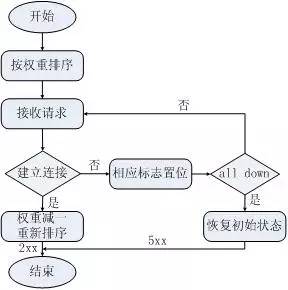 开始
按权重排序
接收请求
否
建立连接
否
相应标志置位
all down
是
是
权重减一
重新排序
恢复初始状态
2xx
5xx
结束